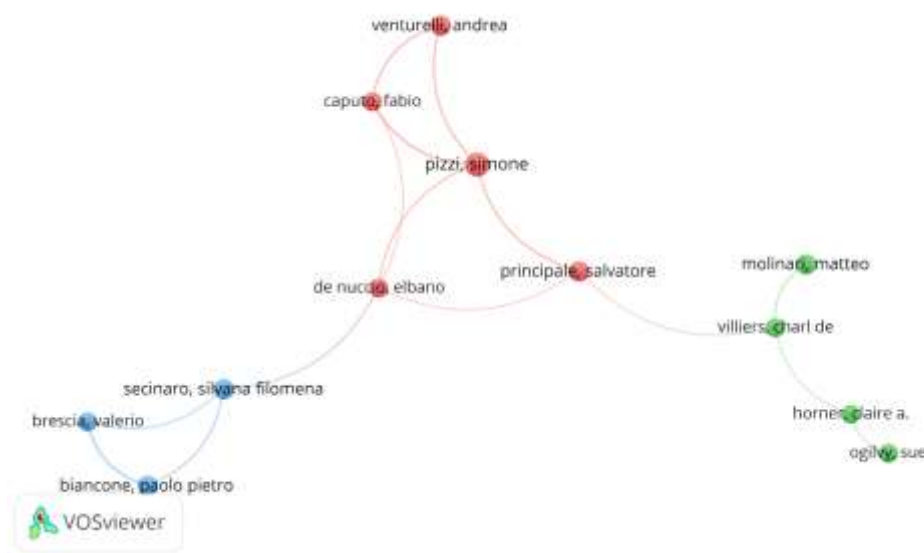 venturelli, andrea
caputo, fabio
pizzi, simone
principale, salvatore
molinari, matteo
de nuccio, elbano
villiers, charl de
secinaro, silvana filomena
brescia, valerio
horner, claire a.
ogilvy, sue
biancone, paolo pietro
VOSviewer